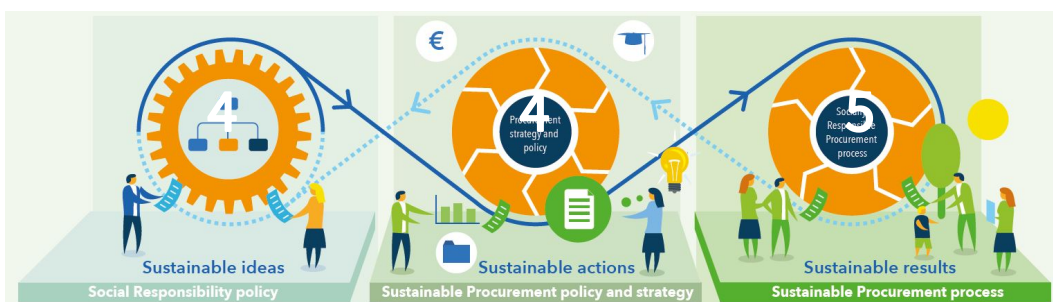 4
€
4
Procurement
strategy and
policy
5
Socially
Responsible
Procurement
process
Sustainable ideas
Sustainable actions
Sustainable results
Social Responsibility policy
Sustainable Procurement policy and strategy
Sustainable Procurement process